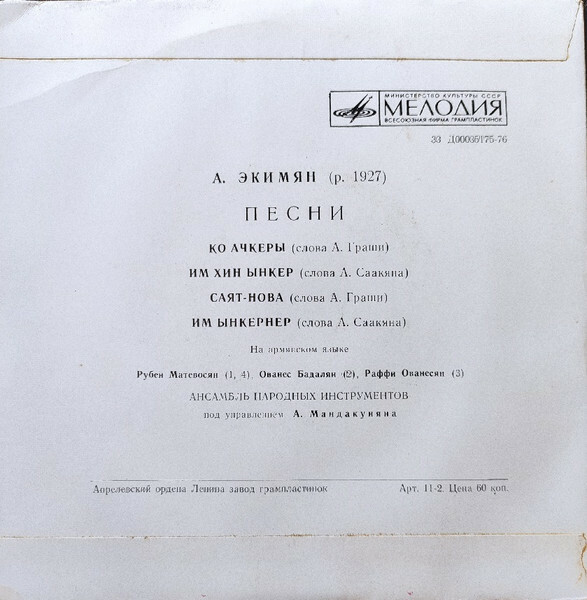 МИНИСТЕРСТВО КУЛЬТУРЫ СССР
МЕЛОДИЯ
ВСЕСОЮЗНАЯ ФИРМА ГРАМПЛАСТИНОК
33 Д00035175-76
А. ЭКИМЯН (р. 1927)
ПЕСНИ
КО АЧКЕРЫ (слова А. Граши)
ИМ ХИН ЫНКЕР (слова Л. Саакяна)
САЯТ-НОВА (слова А. Граши)
ИМ ЫНКЕРНЕР (слова Л. Саакяна)
На армянском языке
Рубен Матевосян (1, 4), Ованес Бадалян (2), Раффи Ованесян (3)
АНСАМБЛЬ НАРОДНЫХ ИНСТРУМЕНТОВ
под управлением А. Мандакуняна
Апрелевский ордена Ленина завод грампластинок Арт. 11-2. Цена 60 коп.